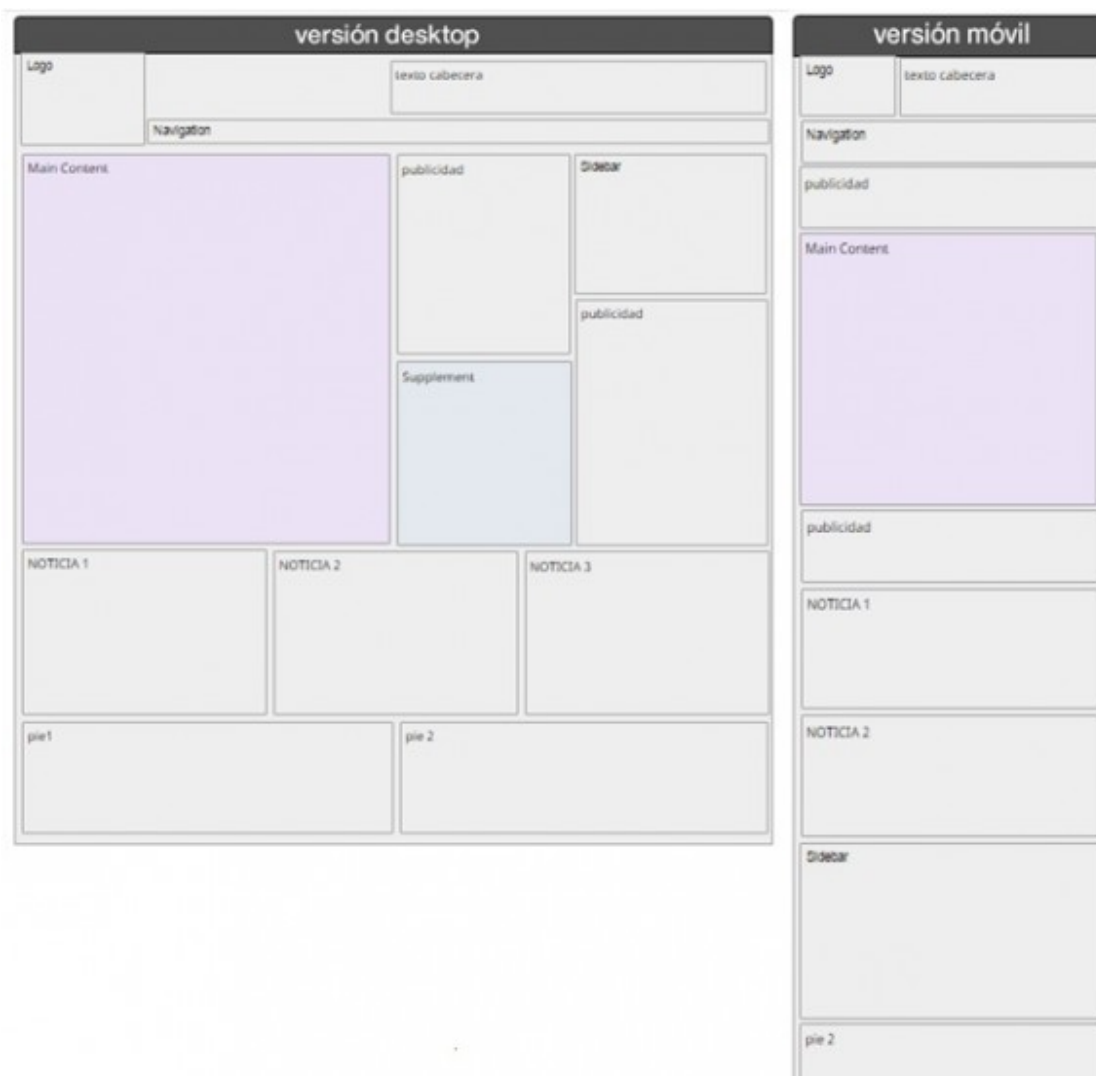 versión desktop
Logo
texto cabecera
Navigation
Main Content
publicidad
Sidebar
publicidad
Supplement
NOTICIA 1
NOTICIA 2
NOTICIA 3
pie1
pie 2
versión móvil
Logo
texto cabecera
Navigation
publicidad
Main Content
publicidad
NOTICIA 1
NOTICIA 2
Sidebar
pie 2